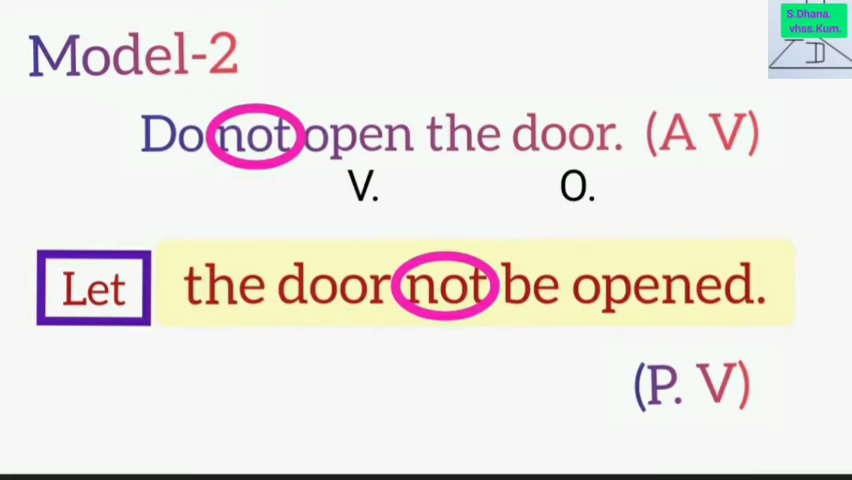 S.Dhana.
vhss.Kum.
D
Model-2
Do not open the door. (A V)
V. O.
Let the door not be opened.
(P. V)